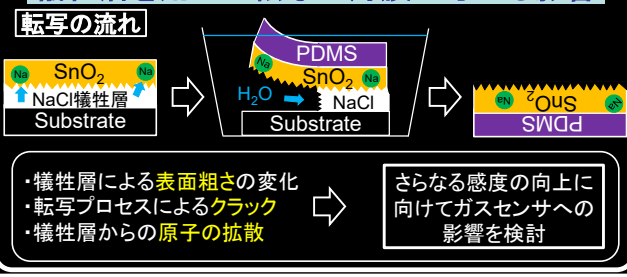 転写の流れ
Na SnO2 Na
NaCl犠牲層
Substrate
PDMS
Na SnO2 Na
H2O NaCl
Substrate
Na SnO2 Na
PDMS
・犠牲層による表面粗さの変化
・転写プロセスによるクラック
・犠牲層からの原子の拡散
さらなる感度の向上に
向けてガスセンサへの
影響を検討